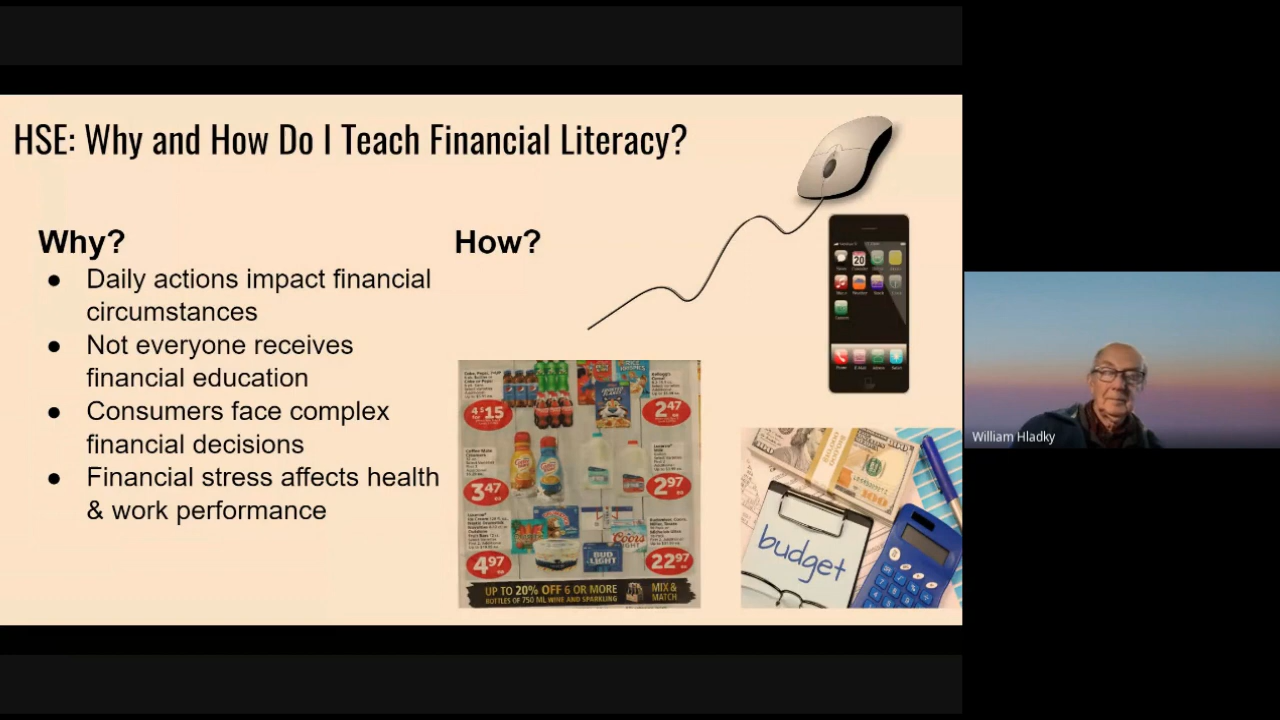 HSE: Why and How Do I Teach Financial Literacy?
Why?
● Daily actions impact financial
circumstances
● Not everyone receives
financial education
● Consumers face complex
financial decisions
● Financial stress affects health
& work performance
How?
20
4 $15
2 47
3 47
2 97
4 97
22 97
BUD
LIGHT
Coors
UP TO 20% OFF 6 OR MORE
BOTTLES OF 750 ML WINE AND SPARKLING
MIX &
MATCH
100
budget
William Hladky